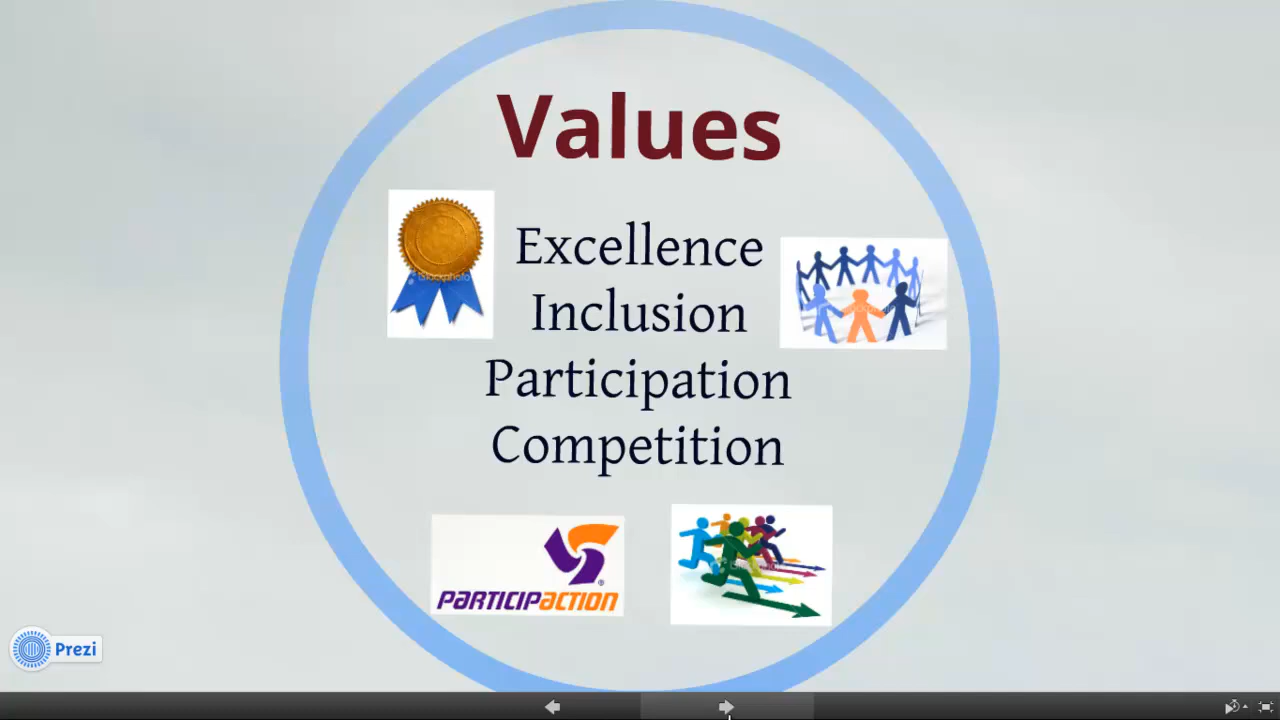 Values
Excellence
Inclusion
Participation
Competition
PARTICIPACTION
®
Prezi